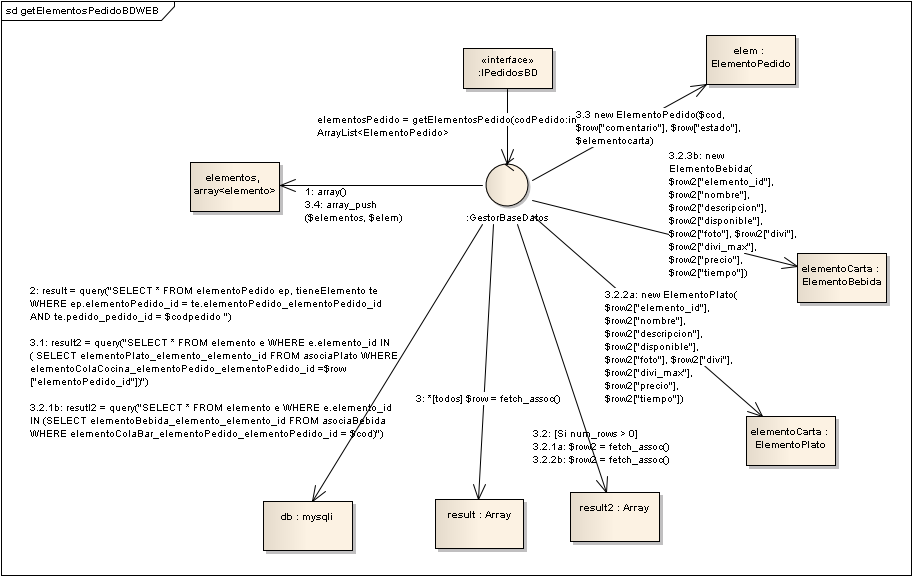 sd getElementosPedidoBDWEB
«interface»
:IPedidosBD
elem :
ElementoPedido
elementosPedido = getElementosPedido(codPedido:in
ArrayList<ElementoPedido>
3.3 new ElementoPedido($cod,
$row["comentario"], $row["estado"],
$elementocarta)
elementos,
array<elemento>
1: array()
3.4: array_push
($elementos, $elem)
:GestorBaseDatos
3.2.3b: new
ElementoBebida(
$row2["elemento_id"],
$row2["nombre"],
$row2["descripcion"],
$row2["disponible"],
$row2["foto"], $row2["divi"],
$row2["divi_max"],
$row2["precio"],
$row2["tiempo"])
elementoCarta :
ElementoBebida
2: result = query("SELECT * FROM elementoPedido ep, tieneElemento te
WHERE ep.elementoPedido_id = te.elementoPedido_elementoPedido_id
AND te.pedido_pedido_id = $codpedido ")
3.1: result2 = query("SELECT * FROM elemento e WHERE e.elemento_id IN
( SELECT elementoPlato_elemento_elemento_id FROM asociaPlato WHERE
elementoColaCocina_elementoPedido_elementoPedido_id =$row
["elementoPedido_id"])")
3.2.1b: resutl2 = query("SELECT * FROM elemento e WHERE e.elemento_id
IN (SELECT elementoBebida_elemento_elemento_id FROM asociaBebida
WHERE elementoColaBar_elementoPedido_elementoPedido_id = $cod)")
3.2.2a: new ElementoPlato(
$row2["elemento_id"],
$row2["nombre"],
$row2["descripcion"],
$row2["disponible"],
$row2["foto"], $row2["divi"],
$row2["divi_max"],
$row2["precio"],
$row2["tiempo"])
3: *[todos] $row = fetch_assoc()
3.2: [Si num_rows > 0]
3.2.1a: $row2 = fetch_assoc()
3.2.2b: $row2 = fetch_assoc()
elementoCarta :
ElementoPlato
db : mysqli
result : Array
result2 : Array